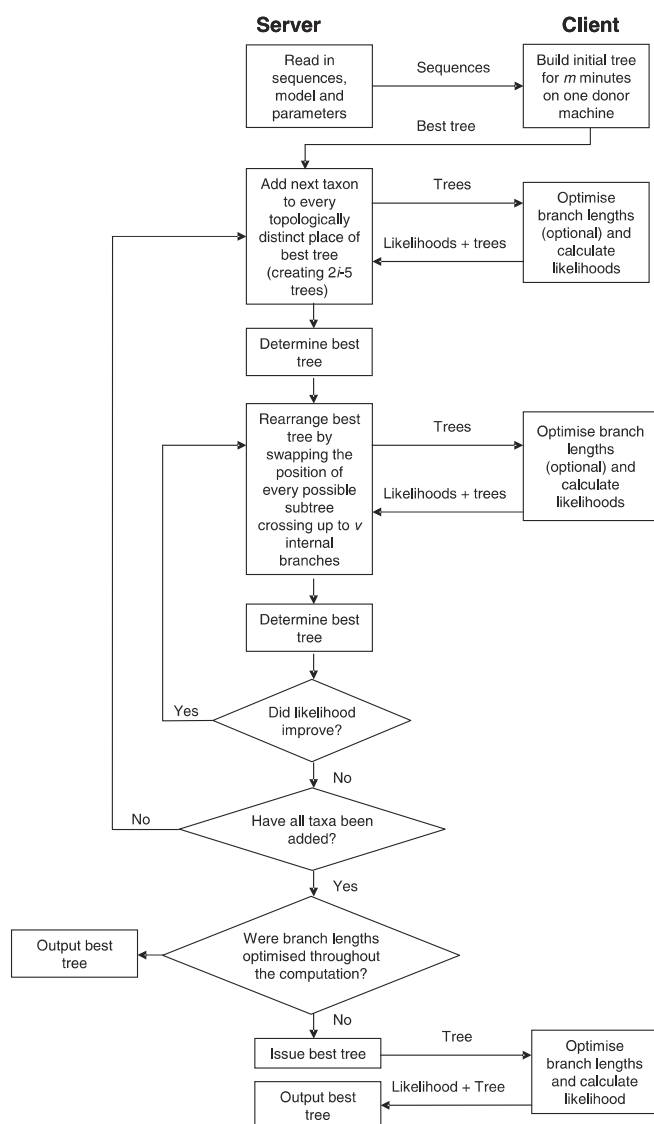 Server
Client
Read in
sequences,
model and
parameters
Sequences
Build initial tree
for m minutes
on one donor
machine
Best tree
Add next taxon
to every
topologically
distinct place of
best tree
(creating 2i-5
trees)
Trees
Likelihoods + trees
Optimise
branch lengths
(optional) and
calculate
likelihoods
Determine best
tree
Rearrange best
tree by
swapping the
position of
every possible
subtree
crossing up to v
internal
branches
Trees
Likelihoods + trees
Optimise branch
lengths
(optional) and
calculate
likelihoods
Determine best
tree
Yes
Did likelihood
improve?
No
No
Have all taxa been
added?
Yes
Were branch lengths
optimised throughout
the computation?
Output best
tree
No
Issue best tree
Tree
Optimise
branch lengths
and calculate
likelihood
Likelihood + Tree
Output best
tree